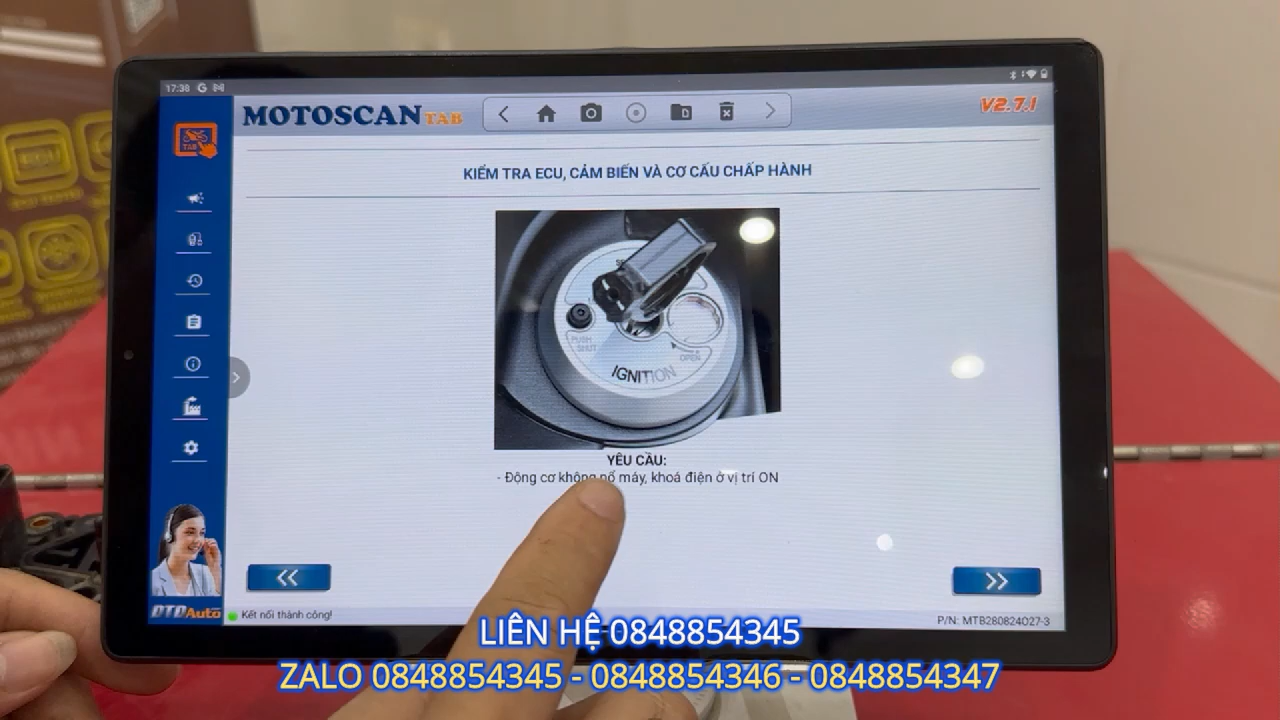 17:38 G
MOTOSCAN TAB
V2.7.1
TAB
KIỂM TRA ECU, CẢM BIẾN VÀ CƠ CẤU CHẤP HÀNH
PUSH
SHUT
OPEN
IGNITION
YÊU CẦU:
- Động cơ không nổ máy, khoá điện ở vị trí ON
<<
>>
OTOAuto
Kết nối thành công!
P/N: MTB280824027-3
LIÊN HỆ 0848854345
ZALO 0848854345 - 0848854346 - 0848854347